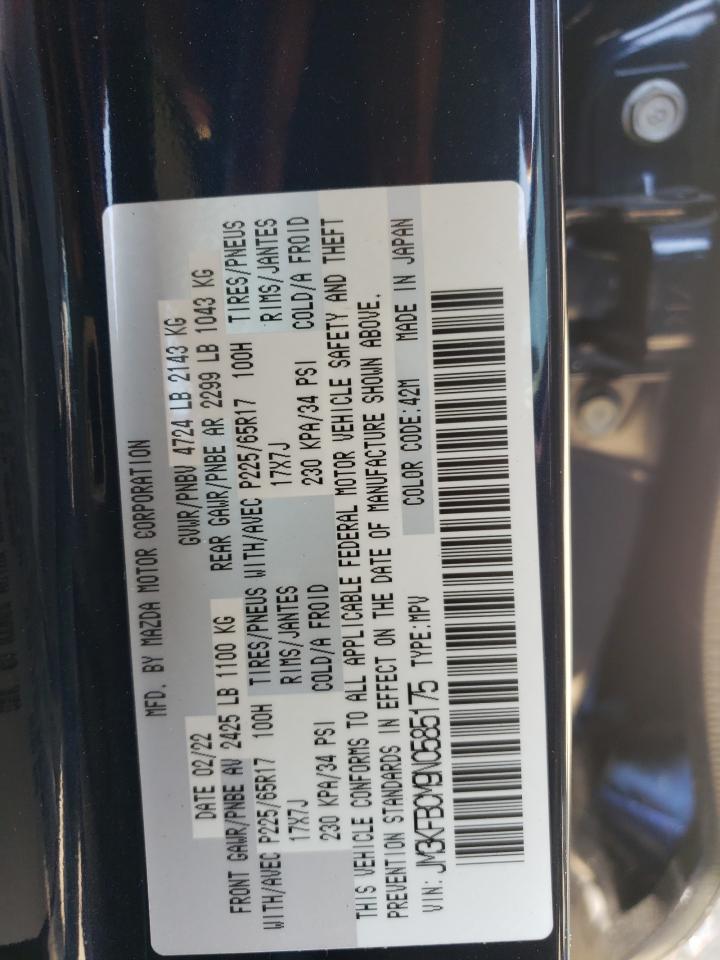 MFD. BY MAZDA MOTOR CORPORATION
DATE 02/22 GVWR/PNBV 4724 LB 2143 KG
FRONT GAWR/PNBE AV 2425 LB 1100 KG REAR GAWR/PNBE AR 2299 LB 1043 KG
WITH/AVEC P225/65R17 100H TIRES/PNEUS WITH/AVEC P225/65R17 100H TIRES/PNEUS
17X7J RIMS/JANTES 17X7J RIMS/JANTES
230 KPA/34 PSI COLD/A FROID 230 KPA/34 PSI COLD/A FROID
THIS VEHICLE CONFORMS TO ALL APPLICABLE FEDERAL MOTOR VEHICLE SAFETY AND THEFT
PREVENTION STANDARDS IN EFFECT ON THE DATE OF MANUFACTURE SHOWN ABOVE.
VIN: JM3KFBCM9N0585175 TYPE:MPV COLOR CODE:42M MADE IN JAPAN